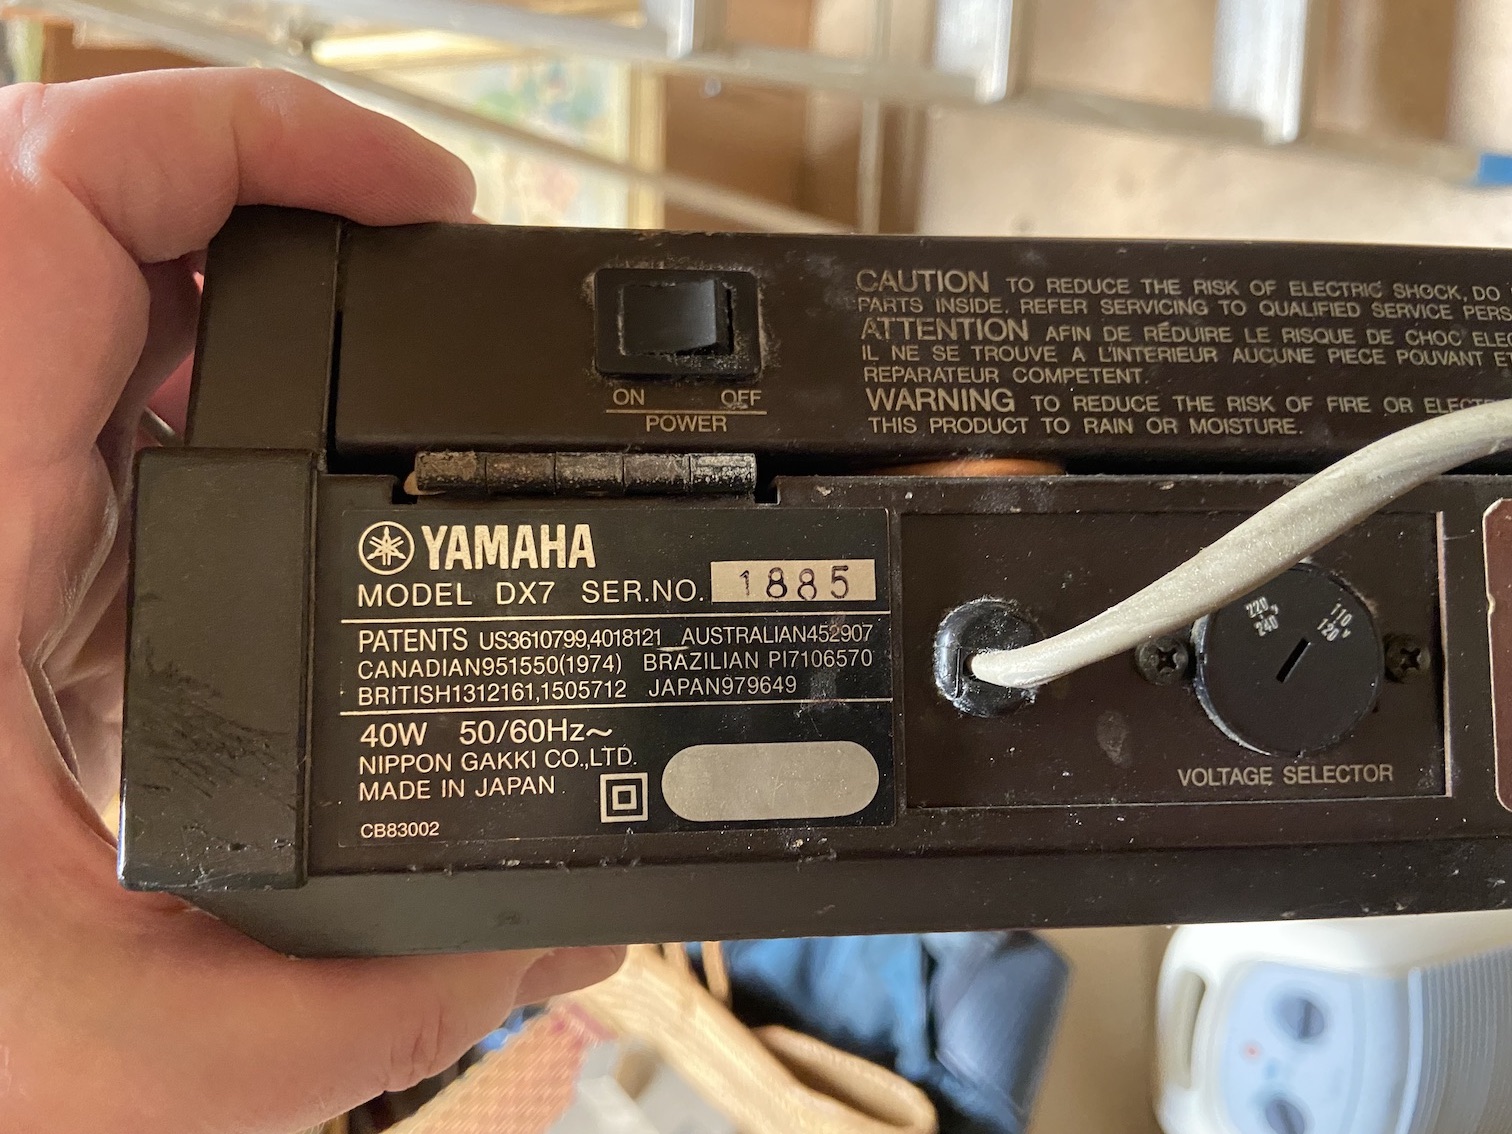 CAUTION TO REDUCE THE RISK OF ELECTRIC SHOCK, DO
PARTS INSIDE. REFER SERVICING TO QUALIFIED SERVICE PERS
ATTENTION AFIN DE RÉDUIRE LE RISQUE DE CHOC ELEC
IL NE SE TROUVE A L'INTERIEUR AUCUNE PIECE POUVANT E
REPARATEUR COMPETENT.
WARNING TO REDUCE THE RISK OF FIRE OR ELECT
THIS PRODUCT TO RAIN OR MOISTURE.
ON OFF
POWER
YAMAHA
MODEL DX7 SER.NO. 1885
PATENTS US3610799,4018121 AUSTRALIAN452907
CANADIAN951550(1974) BRAZILIAN PI7106570
BRITISH1312161,1505712 JAPAN979649
40W 50/60Hz~
NIPPON GAKKI CO.,LTD.
MADE IN JAPAN
CB83002
220 240 V
110 120 V
VOLTAGE SELECTOR